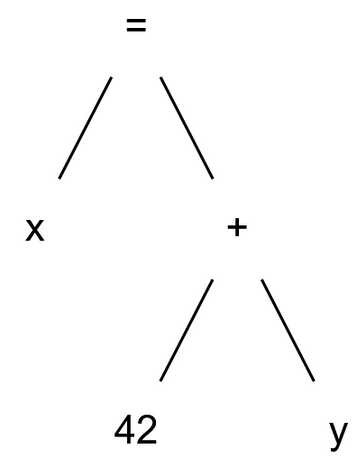 =
x +
42 y